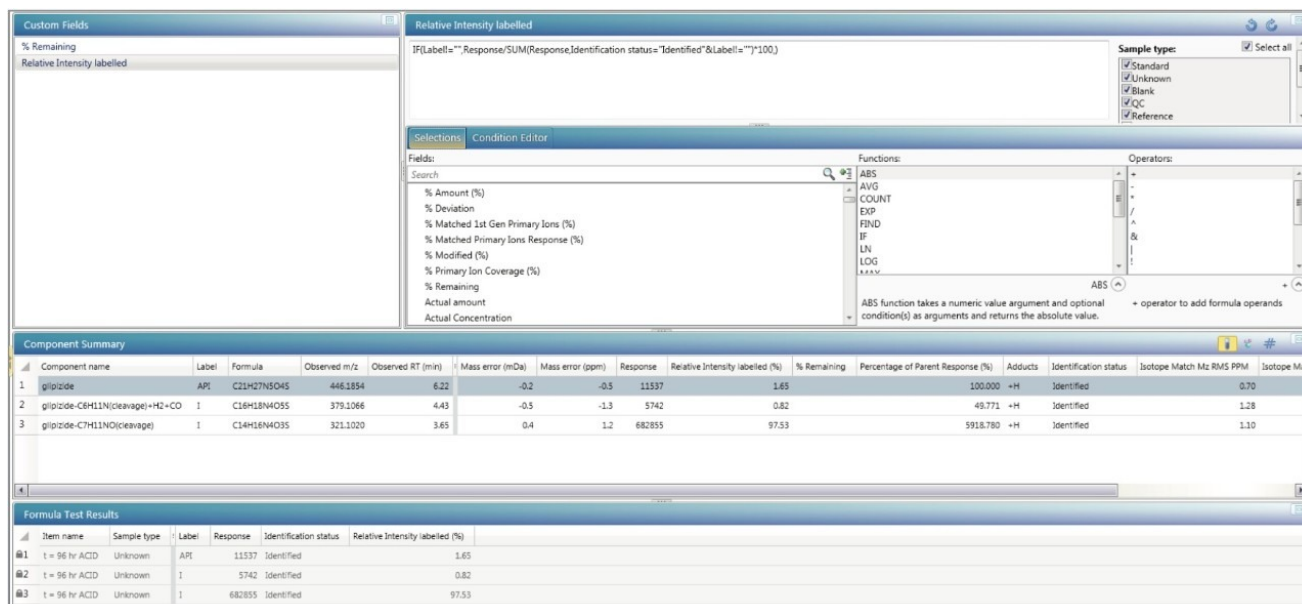 Custom Fields
% Remaining
Relative Intensity labelled
Relative Intensity labelled
IF(Label!="",Response/SUM(Response,Identification status="Identified"&Label!="")*100,)
Sample type: Select all
Standard
Unknown
Blank
QC
Reference
Selections Condition Editor
Fields: Functions: Operators:
Search
% Amount (%)
% Deviation
% Matched 1st Gen Primary Ions (%)
% Matched Primary Ions Response (%)
% Modified (%)
% Primary Ion Coverage (%)
% Remaining
Actual amount
Actual Concentration
ABS
AVG
COUNT
EXP
FIND
IF
LN
LOG
MAX
+
-
*
/
^
&
|
!
ABS
ABS function takes a numeric value argument and optional
condition(s) as arguments and returns the absolute value.
+
+ operator to add formula operands
Component Summary
Component name Label Formula Observed m/z Observed RT (min) Mass error (mDa) Mass error (ppm) Response Relative Intensity labelled (%) % Remaining Percentage of Parent Response (%) Adducts Identification status Isotope Match Mz RMS PPM Isotope M
1 glipizide API C21H27N5O4S 446.1854 6.22 -0.2 -0.5 11537 1.65 100.000 +H Identified 0.70
2 glipizide-C6H11N(cleavage)+H2+CO I C16H18N4O5S 379.1066 4.43 -0.5 -1.3 5742 0.82 49.771 +H Identified 1.28
3 glipizide-C7H11NO(cleavage) I C14H16N4O3S 321.1020 3.65 0.4 1.2 682855 97.53 5918.780 +H Identified 1.10
Formula Test Results
Item name Sample type Label Response Identification status Relative Intensity labelled (%)
1 t = 96 hr ACID Unknown API 11537 Identified 1.65
2 t = 96 hr ACID Unknown I 5742 Identified 0.82
3 t = 96 hr ACID Unknown I 682855 Identified 97.53